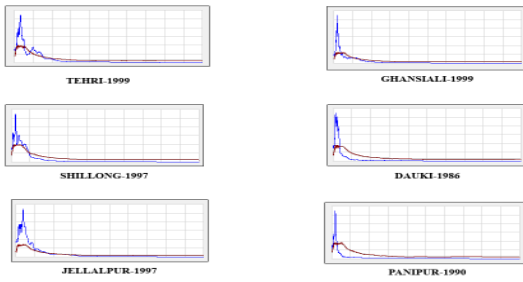 TEHRI-1999
GHANSIALI-1999
SHILLONG-1997
DAUKI-1986
JELLALPUR-1997
PANIPUR-1990